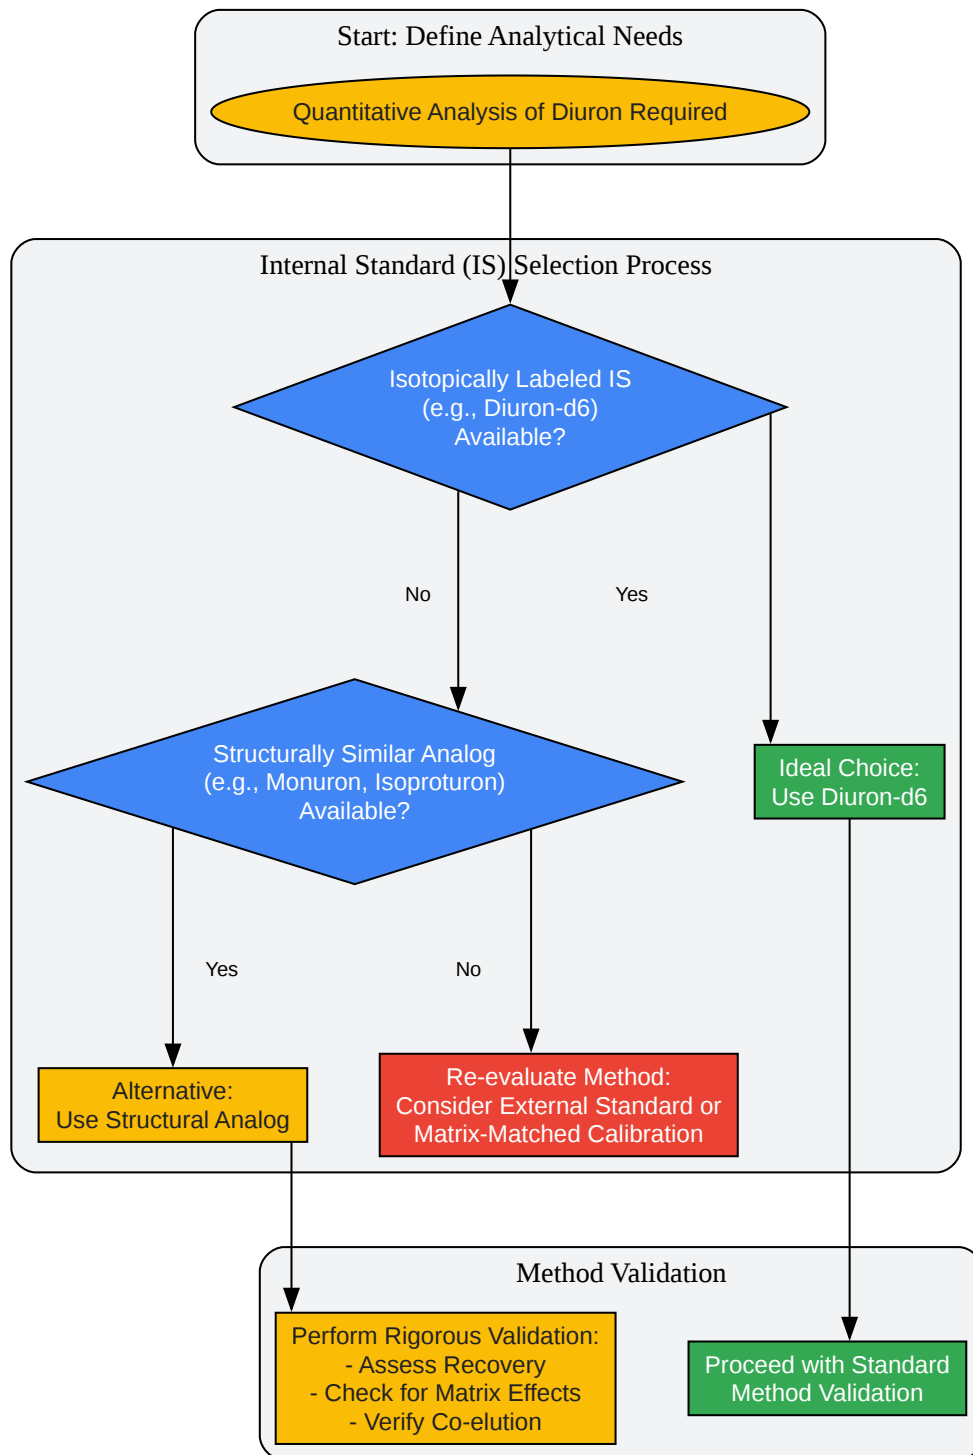 Start: Define Analytical Needs
Quantitative Analysis of Diuron Required
Internal Standard (IS) Selection Process
Isotopically Labeled IS
(e.g., Diuron-d6)
Available?
No
Yes
Structurally Similar Analog
(e.g., Monuron, Isoproturon)
Available?
Ideal Choice:
Use Diuron-d6
Yes
No
Alternative:
Use Structural Analog
Re-evaluate Method:
Consider External Standard or
Matrix-Matched Calibration
Method Validation
Perform Rigorous Validation:
- Assess Recovery
- Check for Matrix Effects
- Verify Co-elution
Proceed with Standard
Method Validation